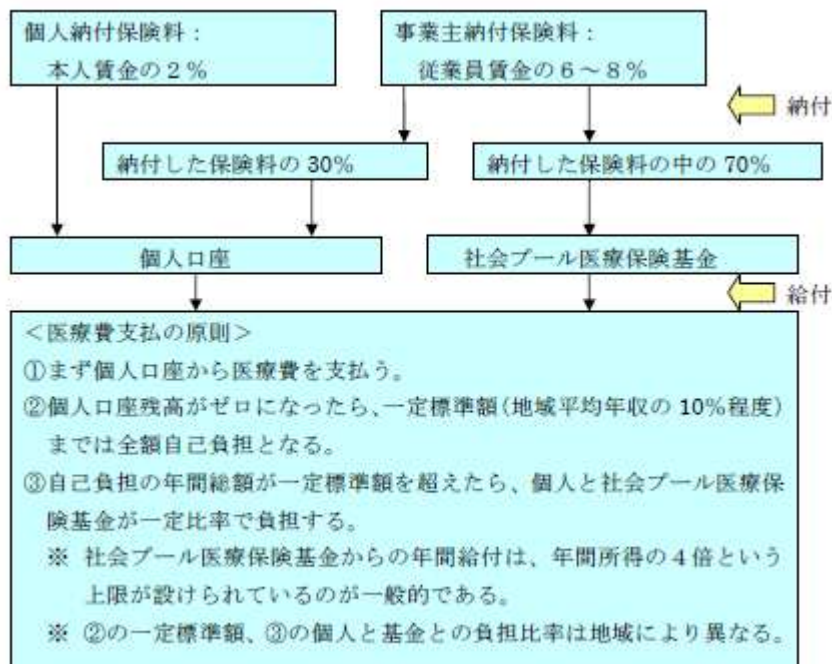 個人納付保険料：
本人賃金の２％
事業主納付保険料：
従業員賃金の６～８％
納付
納付した保険料の 30%
納付した保険料の中の 70%
個人口座
社会プール医療保険基金
給付
＜医療費支払の原則＞
①まず個人口座から医療費を支払う。
②個人口座残高がゼロになったら、一定標準額（地域平均年収の 10%程度）
までは全額自己負担となる。
③自己負担の年間総額が一定標準額を超えたら、個人と社会プール医療保
険基金が一定比率で負担する。
※ 社会プール医療保険基金からの年間給付は、年間所得の４倍という
上限が設けられているのが一般的である。
※ ②の一定標準額、③の個人と基金との負担比率は地域により異なる。